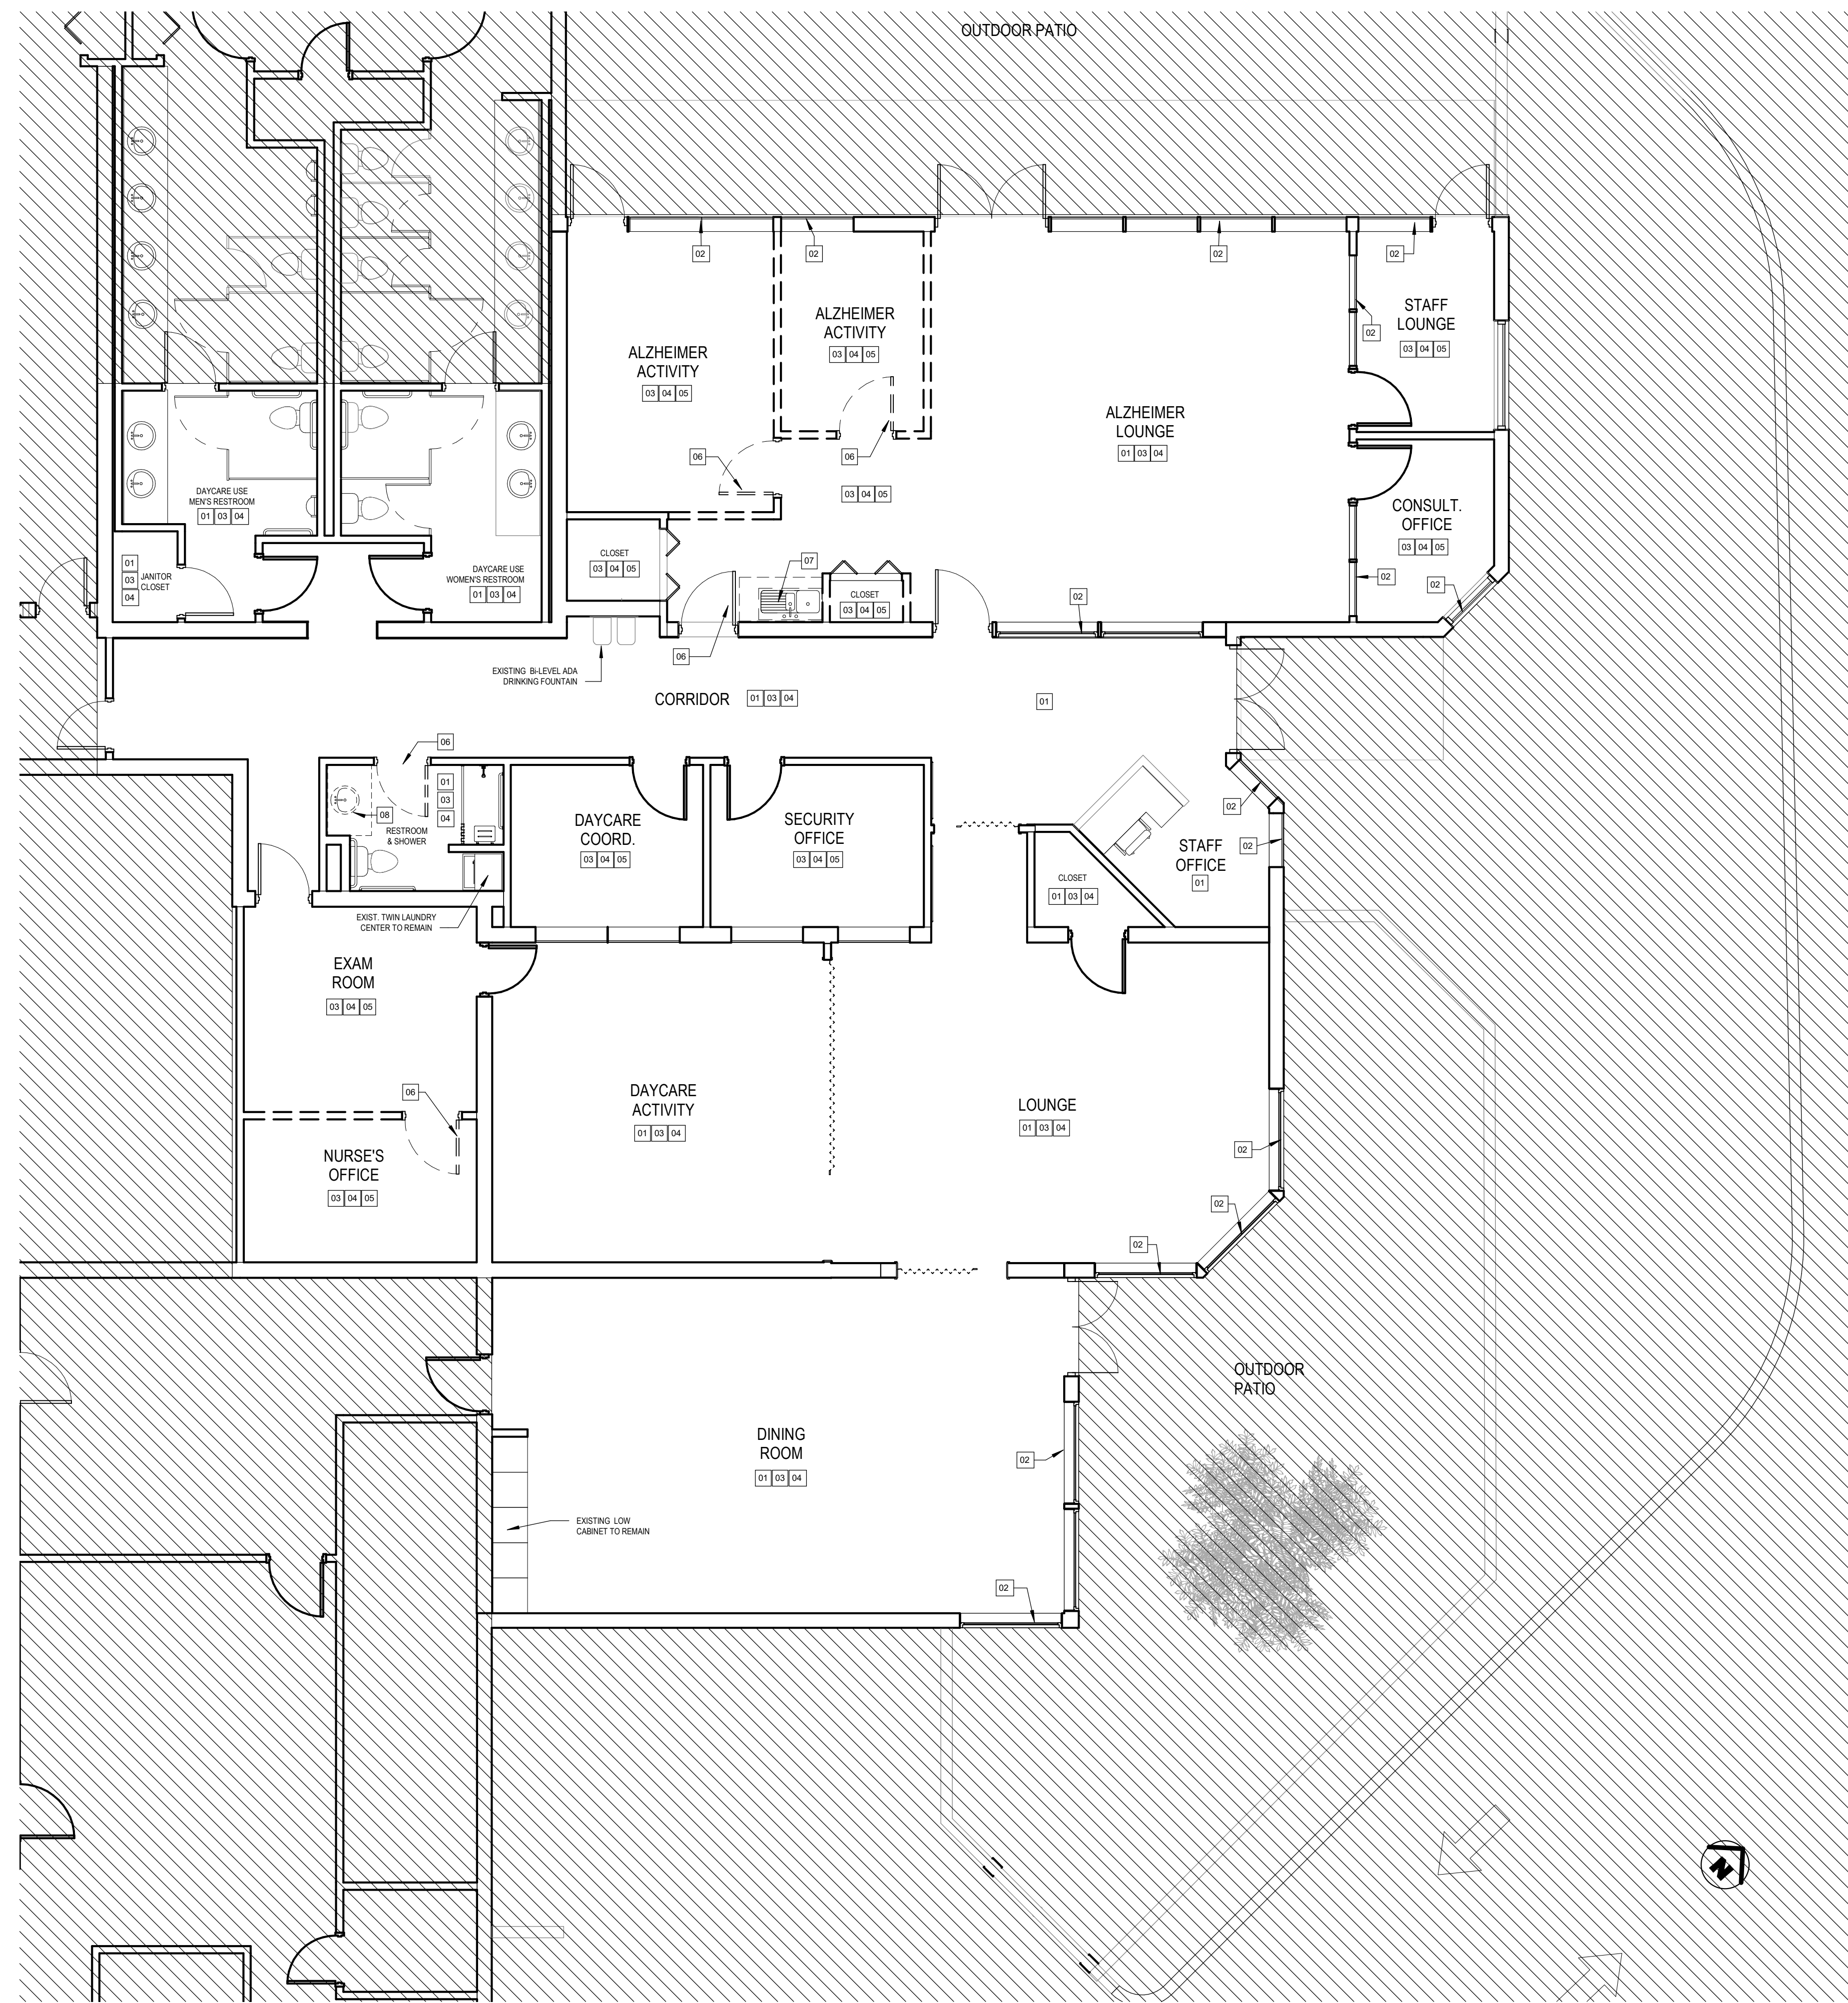 OUTDOOR PATIO
02
02
02
02
ALZHEIMER
ACTIVITY
03 04 05
STAFF
LOUNGE
03 04 05
02
ALZHEIMER
ACTIVITY
03 04 05
ALZHEIMER
LOUNGE
01 03 04
06
06
03 04 05
DAYCARE USE
MEN'S RESTROOM
01 03 04
CONSULT.
OFFICE
03 04 05
01
03
04
JANITOR
CLOSET
DAYCARE USE
WOMEN'S RESTROOM
01 03 04
CLOSET
03 04 05
07
CLOSET
03 04 05
02
02
02
06
EXISTING Bi-LEVEL ADA
DRINKING FOUNTAIN
CORRIDOR 01 03 04
01
06
01
03
04
08
RESTROOM
& SHOWER
DAYCARE
COORD.
03 04 05
SECURITY
OFFICE
03 04 05
02
STAFF
OFFICE
01
02
CLOSET
01 03 04
EXIST. TWIN LAUNDRY
CENTER TO REMAIN
EXAM
ROOM
03 04 05
06
DAYCARE
ACTIVITY
01 03 04
LOUNGE
01 03 04
02
NURSE'S
OFFICE
03 04 05
02
02
OUTDOOR
PATIO
DINING
ROOM
01 03 04
02
EXISTING LOW
CABINET TO REMAIN
02
N